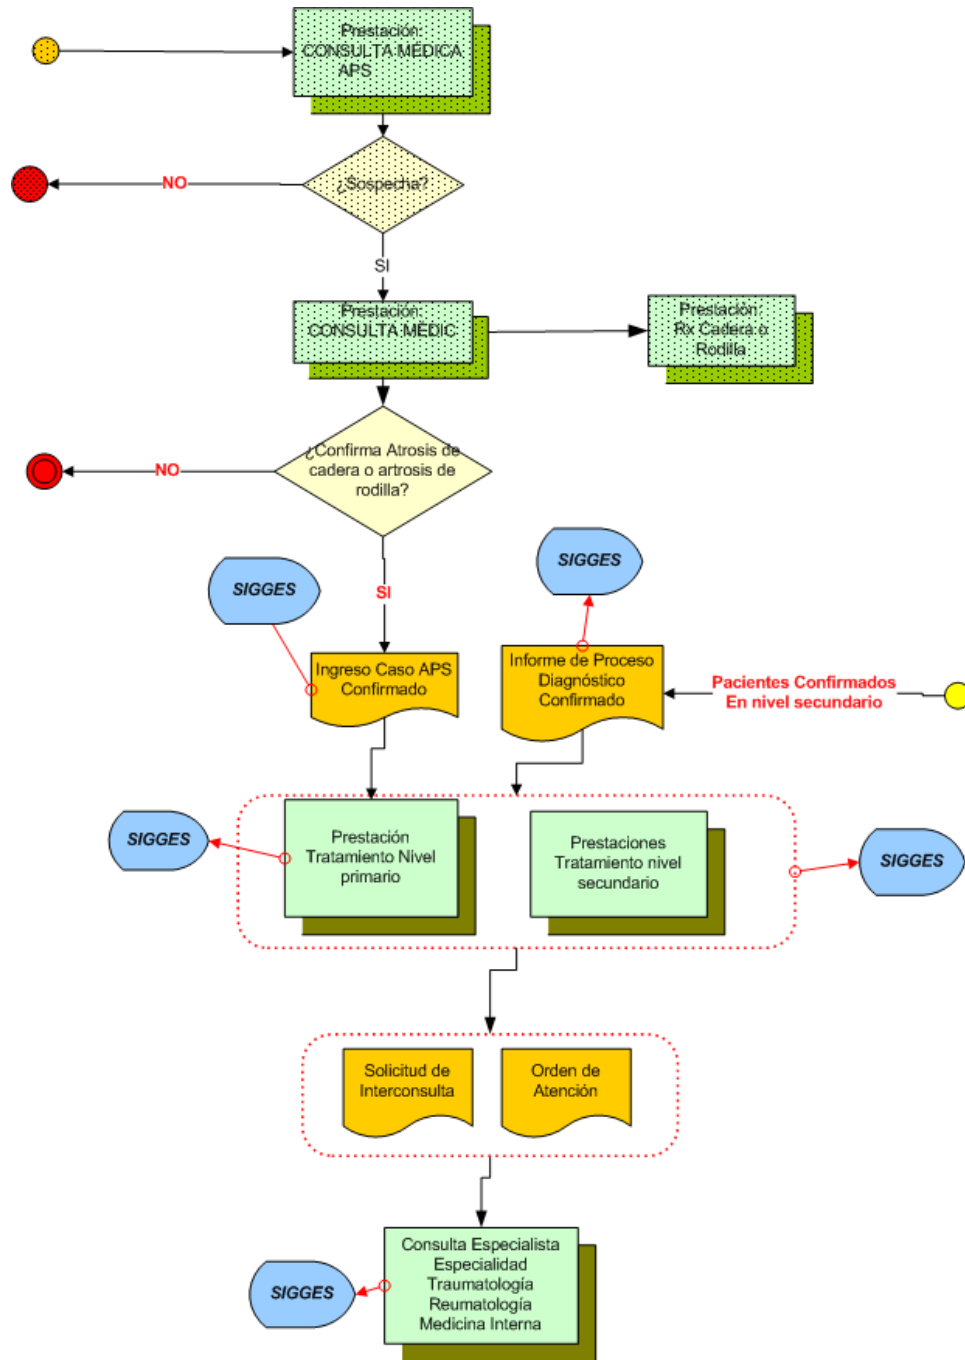 Prestación:
CONSULTA MÉDICA
APS
¿Sospecha?
NO
SI
Prestación:
CONSULTA MÉDIC
Prestación:
Rx Cadera o
Rodilla
¿Confirma Atrosis de
cadera o artrosis de
rodilla?
NO
SI
SIGGES
SIGGES
Ingreso Caso APS
Confirmado
Informe de Proceso
Diagnóstico
Confirmado
Pacientes Confirmados
En nivel secundario
SIGGES
Prestación
Tratamiento Nivel
primario
Prestaciones
Tratamiento nivel
secundario
SIGGES
Solicitud de
Interconsulta
Orden de
Atención
Consulta Especialista
Especialidad
Traumatología
Reumatología
Medicina Interna
SIGGES